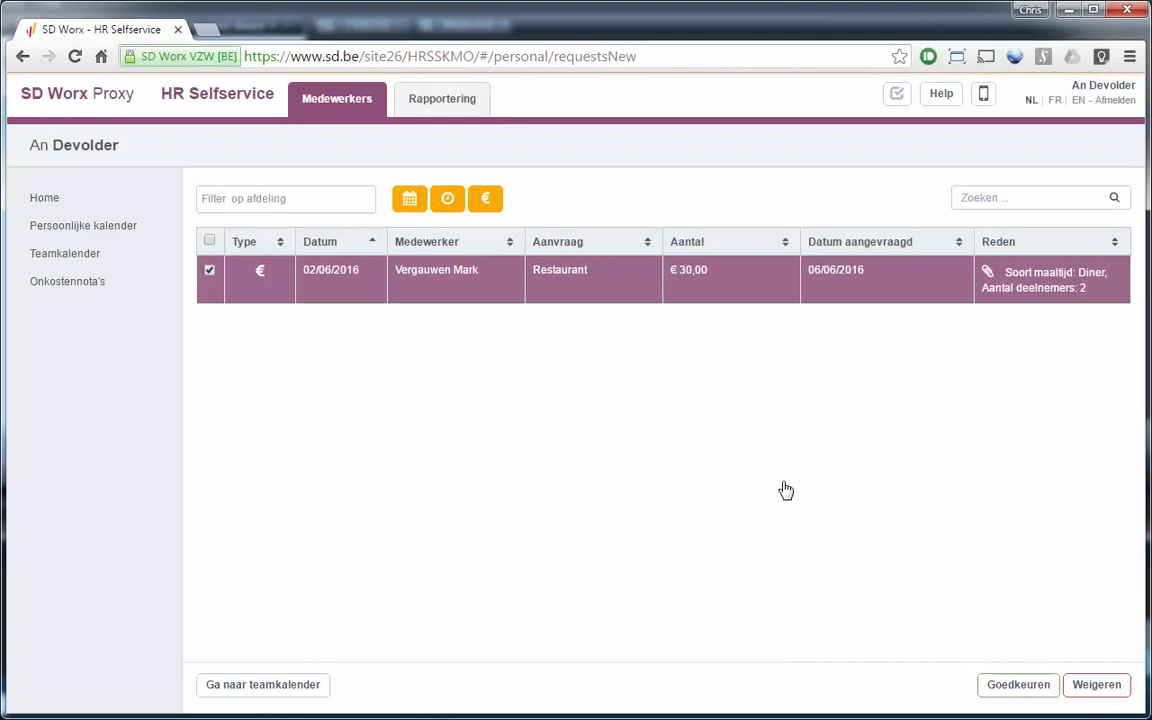 Chris
SD Worx - HR Selfservice
SD Worx VZW [BE] https://www.sd.be/site26/HRSSKMO/#/personal/requestsNew
SD Worx Proxy HR Selfservice Medewerkers Rapportering Help An Devolder
NL | FR | EN - Afmelden
An Devolder
Home
Persoonlijke kalender
Teamkalender
Onkostennota's
Filter op afdeling € Zoeken ...
Type Datum Medewerker Aanvraag Aantal Datum aangevraagd Reden
€ 02/06/2016 Vergauwen Mark Restaurant € 30,00 06/06/2016 Soort maaltijd: Diner,
Aantal deelnemers: 2
Ga naar teamkalender Goedkeuren Weigeren